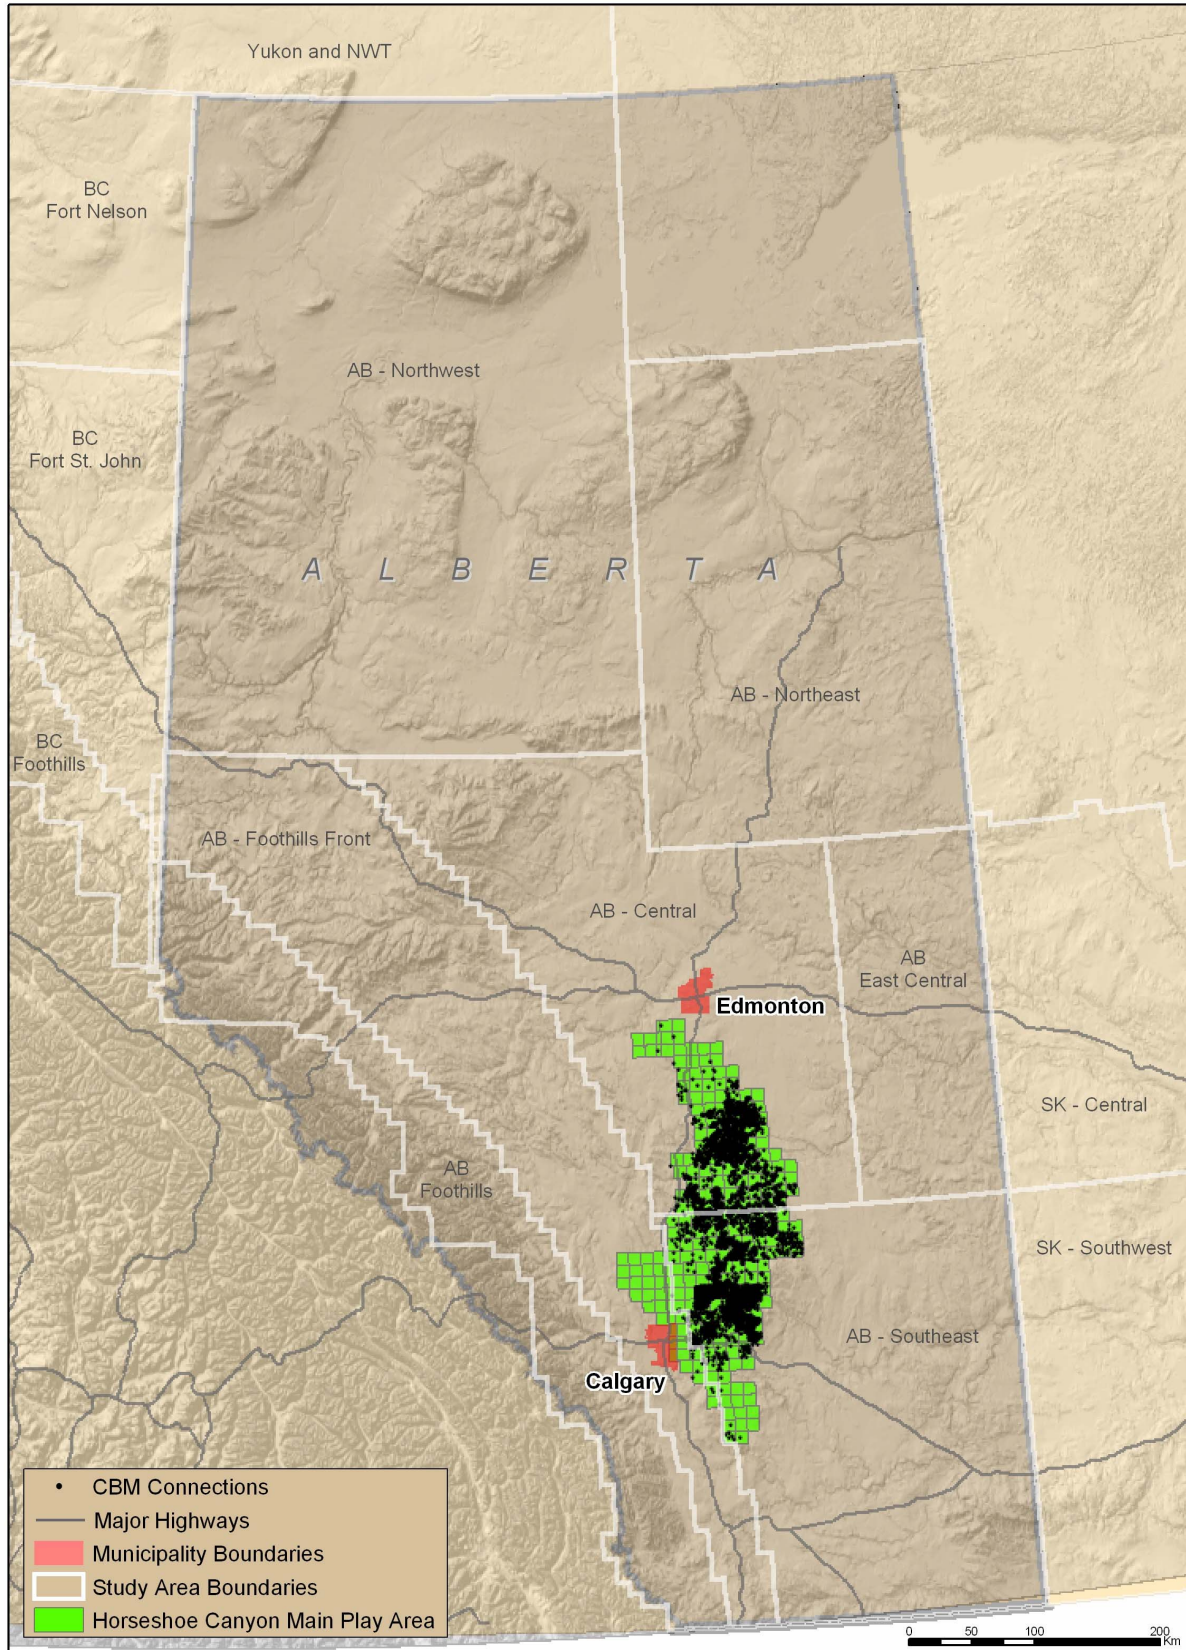 Yukon and NWT
BC
Fort Nelson
AB - Northwest
BC
Fort St. John
A L B E R T A
AB - Northeast
BC
Foothills
AB - Foothills Front
AB - Central
AB
East Central
Edmonton
SK - Central
AB
Foothills
SK - Southwest
AB - Southeast
Calgary
CBM Connections
Major Highways
Municipality Boundaries
Study Area Boundaries
Horseshoe Canyon Main Play Area
0 50 100 200
Km